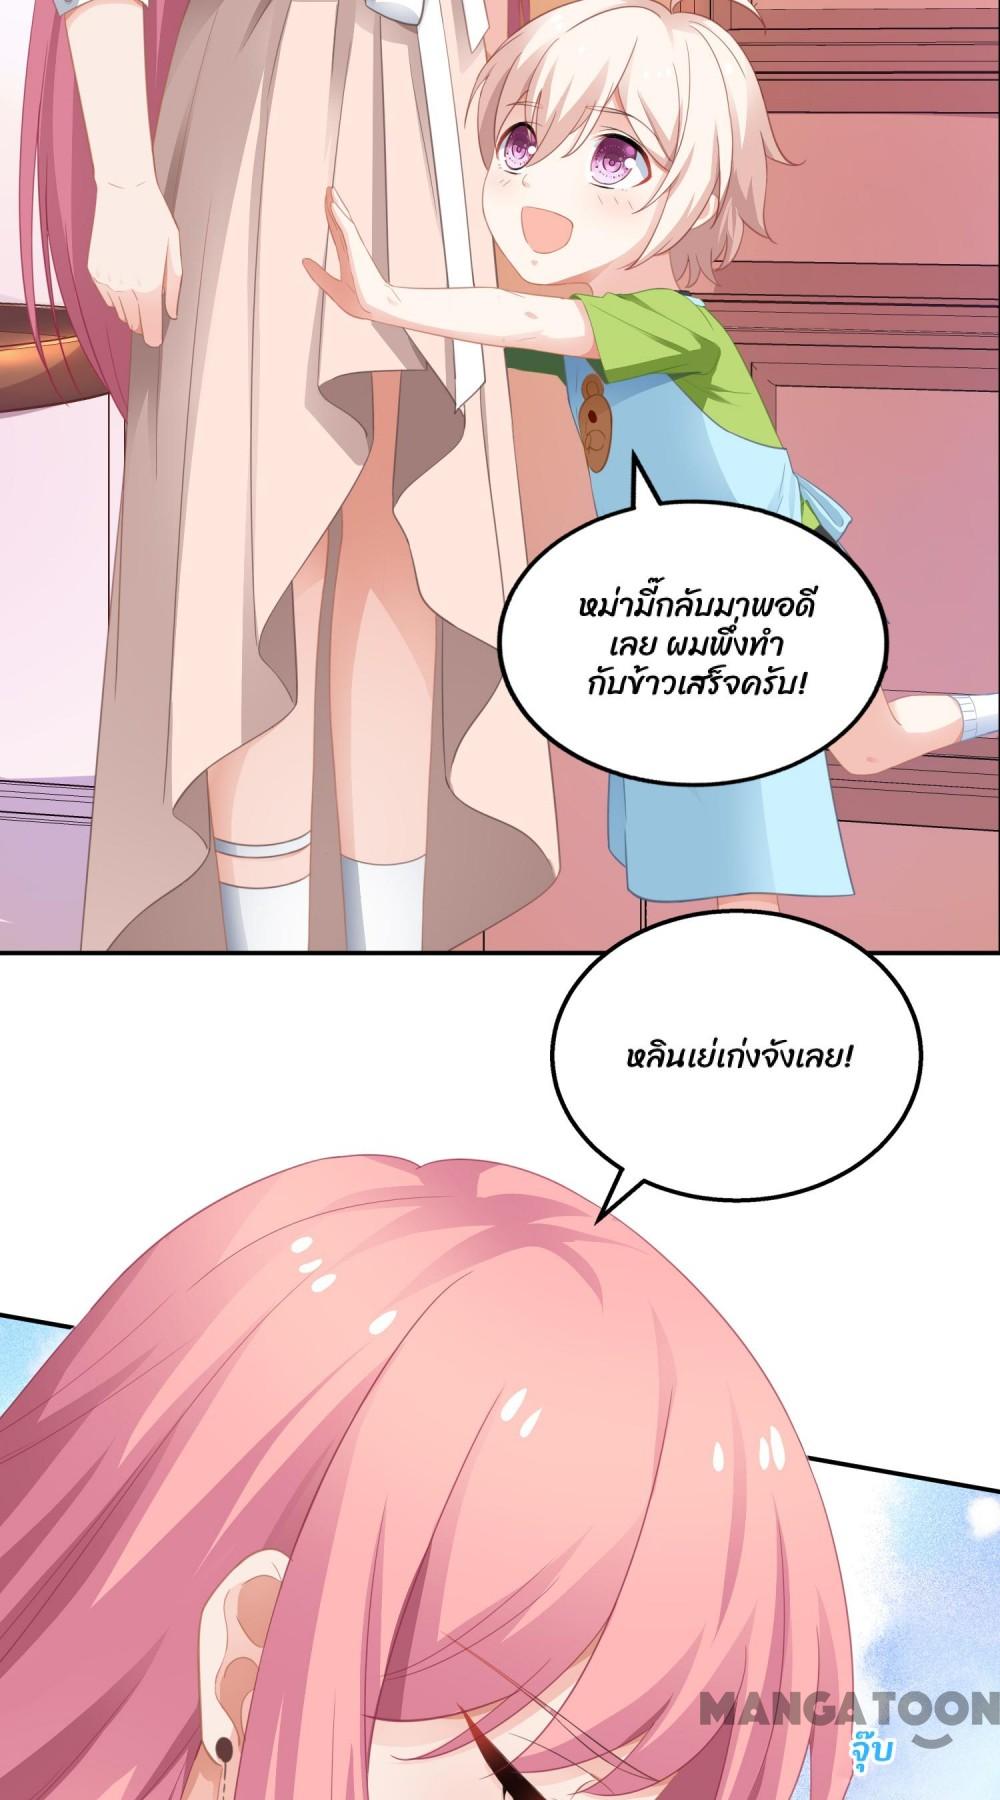 หม่ามี๊กลับมาพอดี
เลย ผมพึ่งทำ
กับข้าวเสร็จครับ!
หลินเย่เก่งจังเลย!
MANGATOON
จุ๊บ